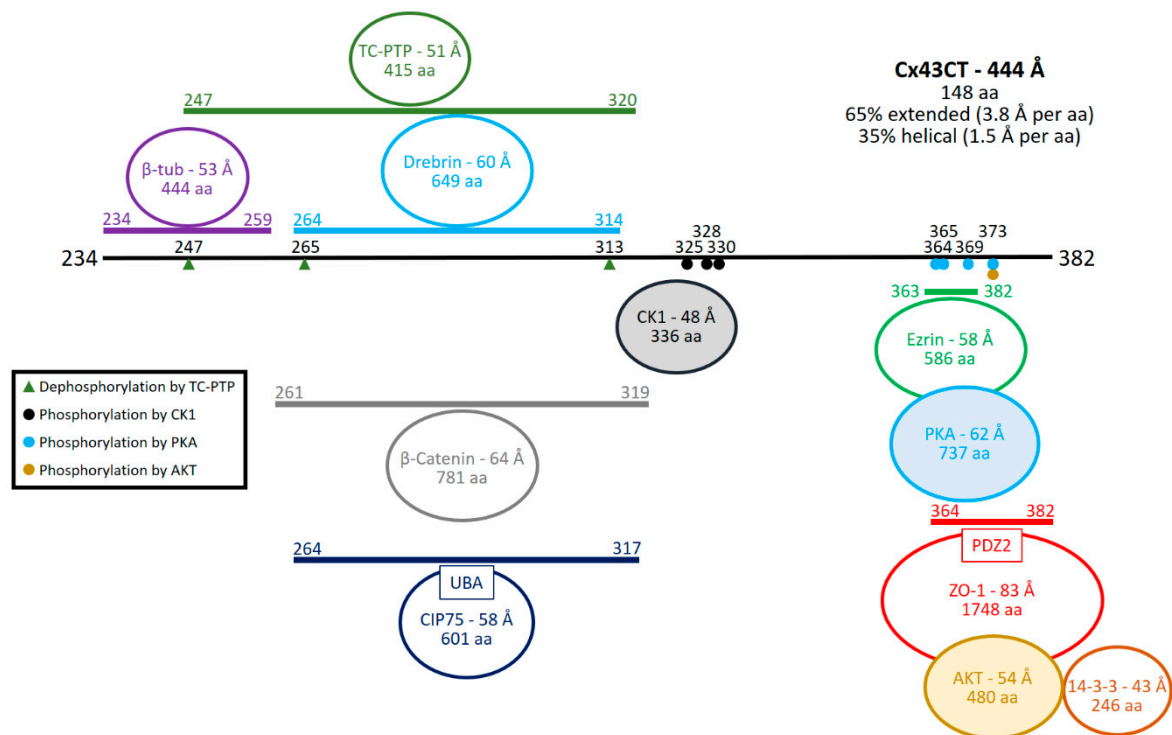 TC-PTP - 51 Å
415 aa
Cx43CT - 444 Å
148 aa
65% extended (3.8 Å per aa)
35% helical (1.5 Å per aa)
247
320
β-tub - 53 Å
444 aa
Drebrin - 60 Å
649 aa
234
259
264
314
328
365
373
247
265
313
325
330
364
369
234
382
363
382
CK1 - 48 Å
336 aa
Ezrin - 58 Å
586 aa
Dephosphorylation by TC-PTP
Phosphorylation by CK1
Phosphorylation by PKA
Phosphorylation by AKT
261
319
β-Catenin - 64 Å
781 aa
PKA - 62 Å
737 aa
364
382
264
317
PDZ2
UBA
CIP75 - 58 Å
601 aa
ZO-1 - 83 Å
1748 aa
AKT - 54 Å
480 aa
14-3-3 - 43 Å
246 aa